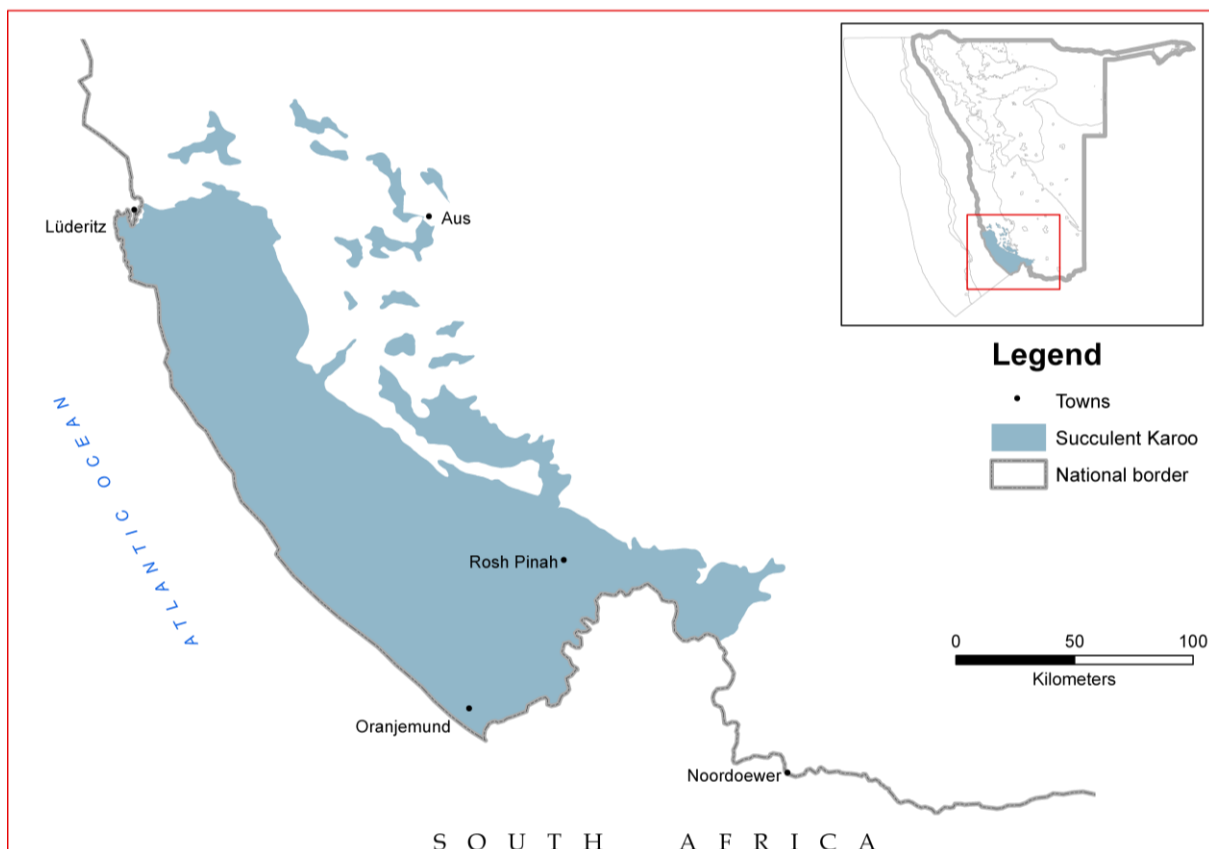 Lüderitz
Aus
ATLANTIC OCEAN
Rosh Pinah
Oranjemund
Noordoewer
SOUTH AFRICA
Legend
Towns
Succulent Karoo
National border
0 50 100
Kilometers